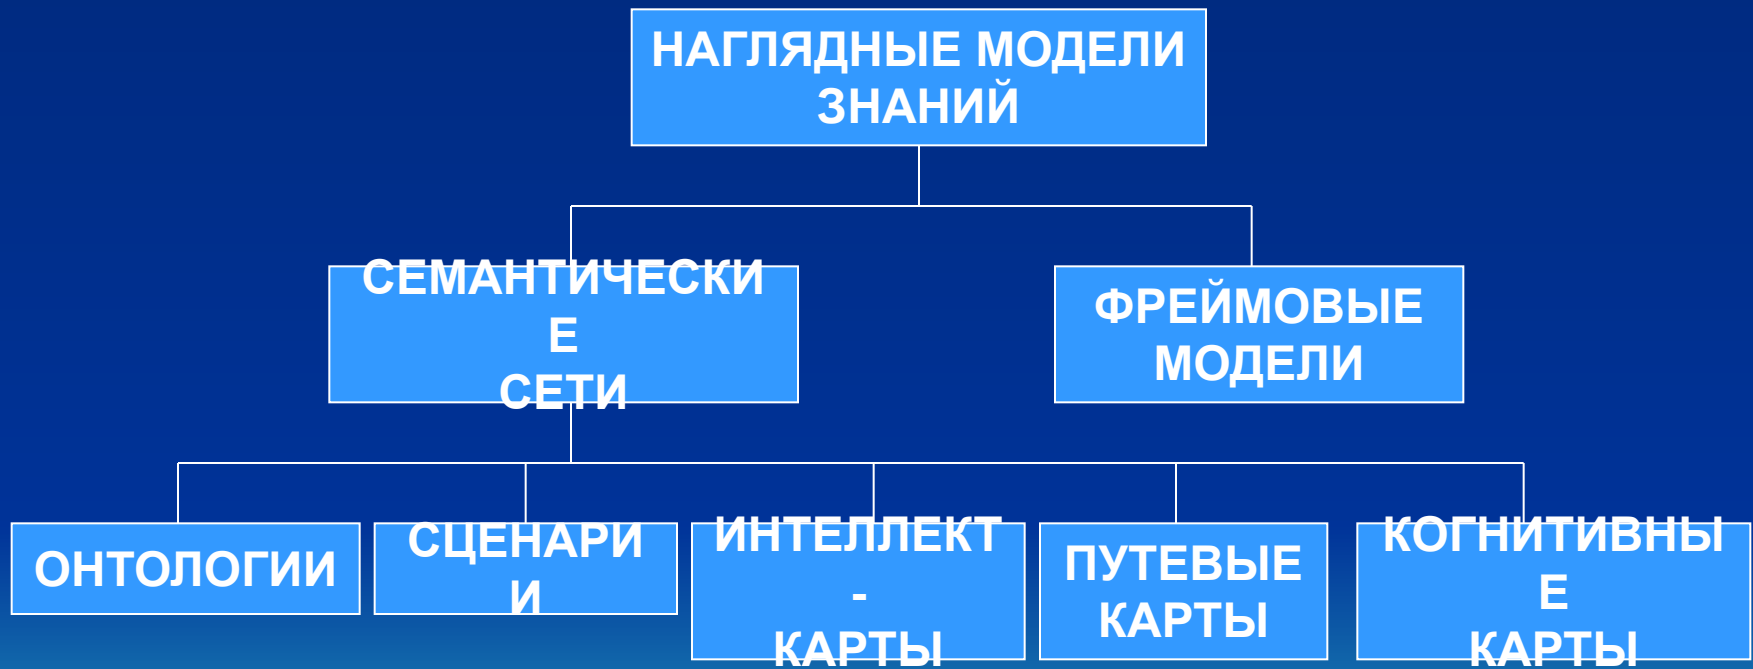 НАГЛЯДНЫЕ МОДЕЛИ
ЗНАНИЙ
СЕМАНТИЧЕСКИ
Е
СЕТИ
ФРЕЙМОВЫЕ
МОДЕЛИ
ОНТОЛОГИИ
СЦЕНАРИ
И
ИНТЕЛЛЕКТ
-
КАРТЫ
ПУТЕВЫЕ
КАРТЫ
КОГНИТИВНЫ
Е
КАРТЫ